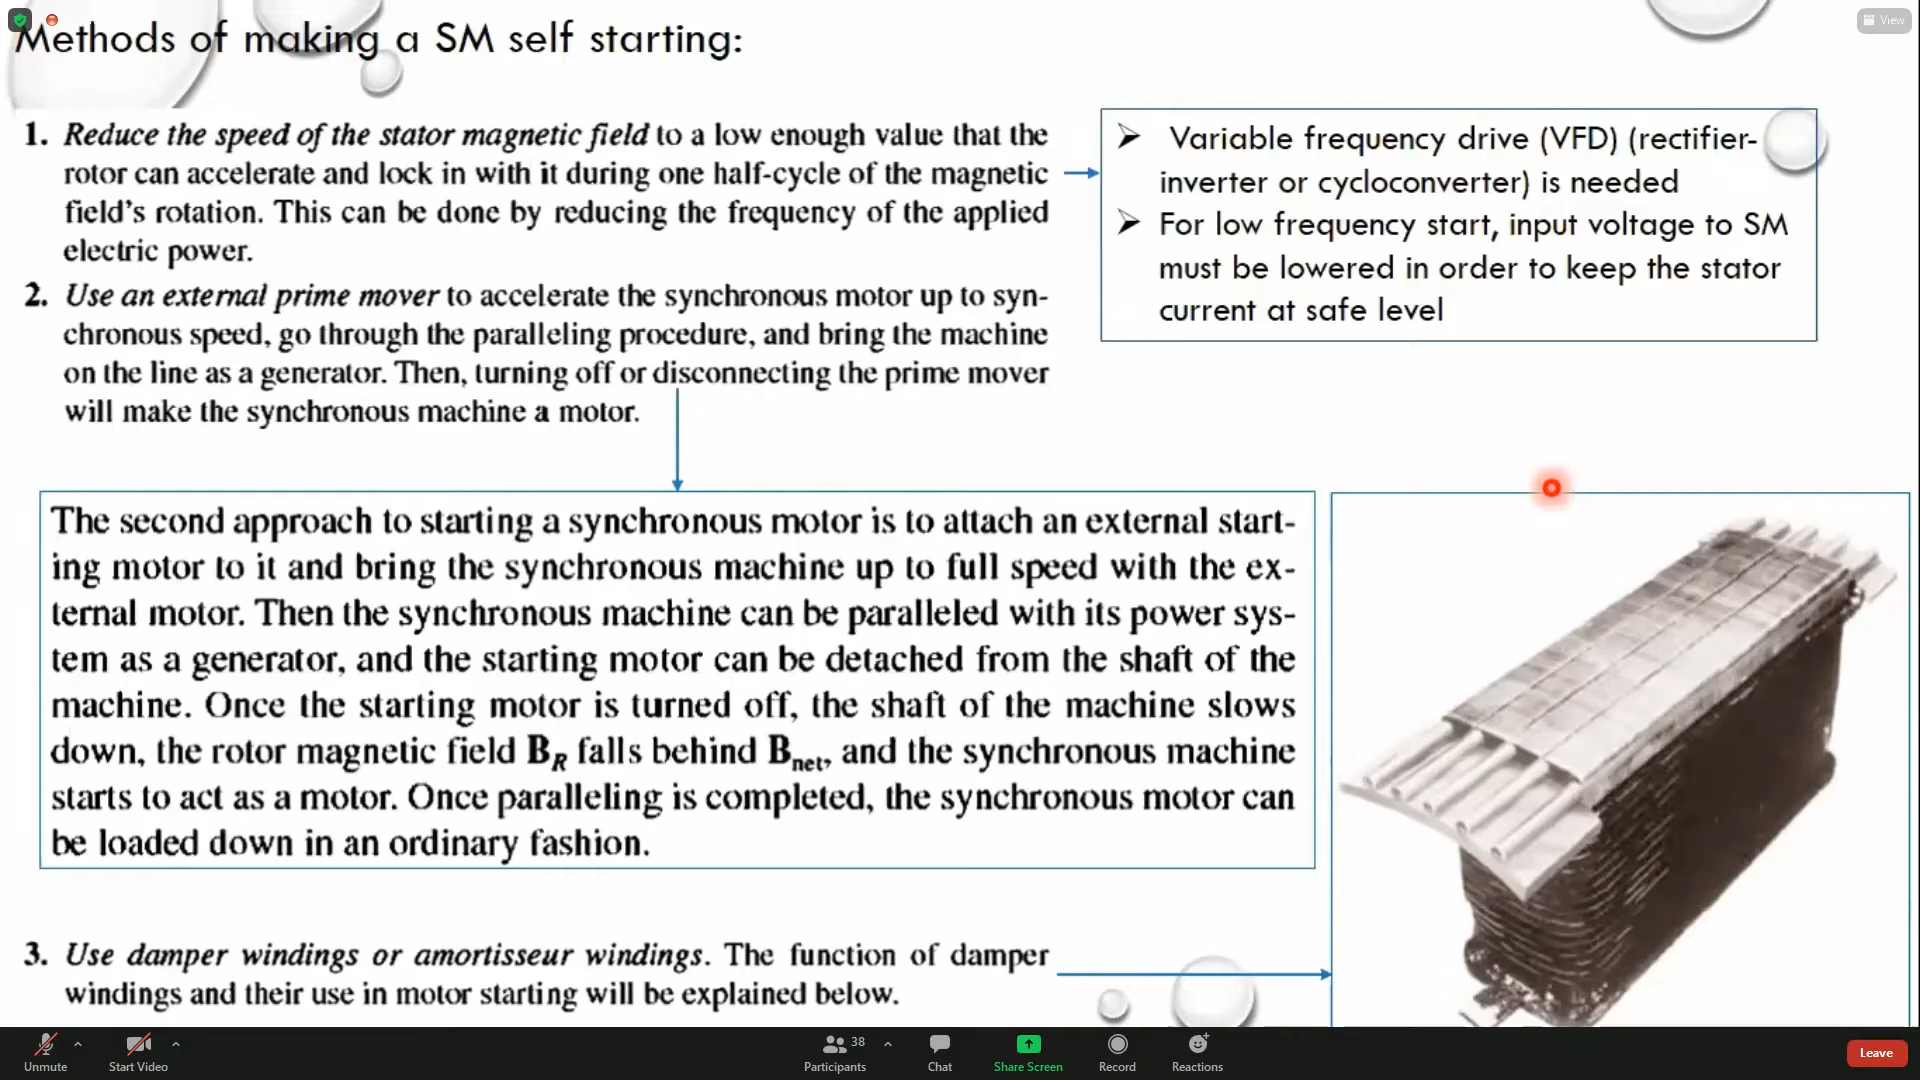 Methods of making a SM self starting:
View
1. Reduce the speed of the stator magnetic field to a low enough value that the
rotor can accelerate and lock in with it during one half-cycle of the magnetic
field's rotation. This can be done by reducing the frequency of the applied
electric power.
➢ Variable frequency drive (VFD) (rectifier-
inverter or cycloconverter) is needed
➢ For low frequency start, input voltage to SM
must be lowered in order to keep the stator
current at safe level
2. Use an external prime mover to accelerate the synchronous motor up to syn-
chronous speed, go through the paralleling procedure, and bring the machine
on the line as a generator. Then, turning off or disconnecting the prime mover
will make the synchronous machine a motor.
The second approach to starting a synchronous motor is to attach an external start-
ing motor to it and bring the synchronous machine up to full speed with the ex-
ternal motor. Then the synchronous machine can be paralleled with its power sys-
tem as a generator, and the starting motor can be detached from the shaft of the
machine. Once the starting motor is turned off, the shaft of the machine slows
down, the rotor magnetic field B_R falls behind B_net, and the synchronous machine
starts to act as a motor. Once paralleling is completed, the synchronous motor can
be loaded down in an ordinary fashion.
3. Use damper windings or amortisseur windings. The function of damper
windings and their use in motor starting will be explained below.
Unmute
Start Video
Participants
38
Chat
Share Screen
Record
Reactions
Leave